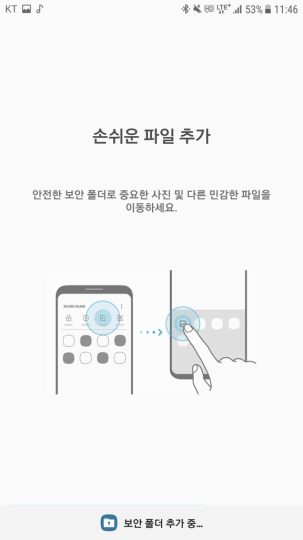 KT LTE+ 53% 11:46
손쉬운 파일 추가
안전한 보안 폴더로 중요한 사진 및 다른 민감한 파일을
이동하세요.
SECURE FOLDER
보안 폴더 추가 중...